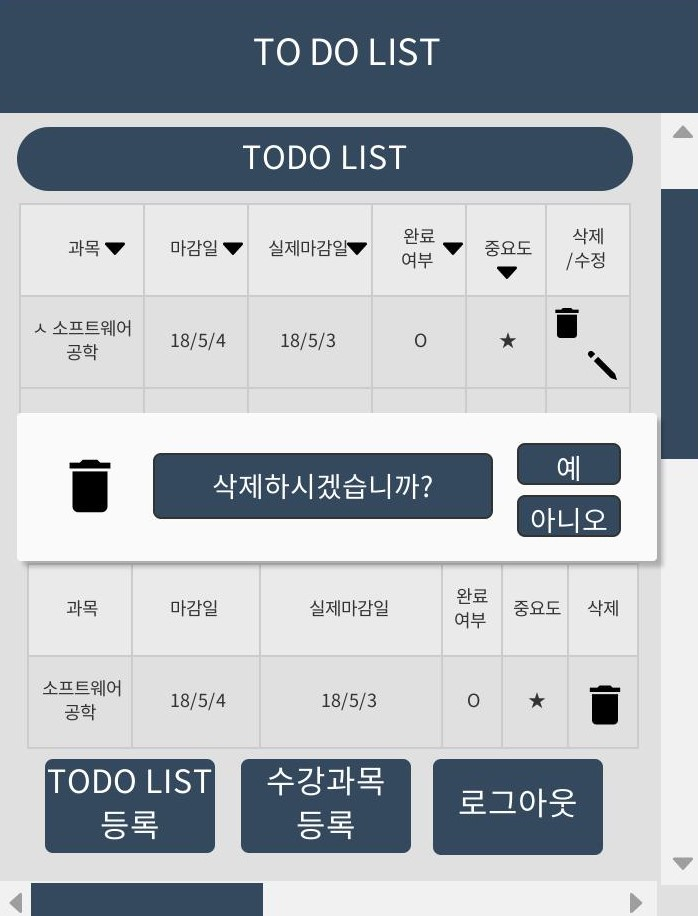 TO DO LIST
TODO LIST
과목 마감일 실제마감일 완료 여부 중요도 삭제 /수정
ㅅ 소프트웨어 공학 18/5/4 18/5/3 O ★
삭제하시겠습니까?
예
아니오
과목 마감일 실제마감일 완료 여부 중요도 삭제
소프트웨어 공학 18/5/4 18/5/3 O ★
TODO LIST 등록
수강과목 등록
로그아웃